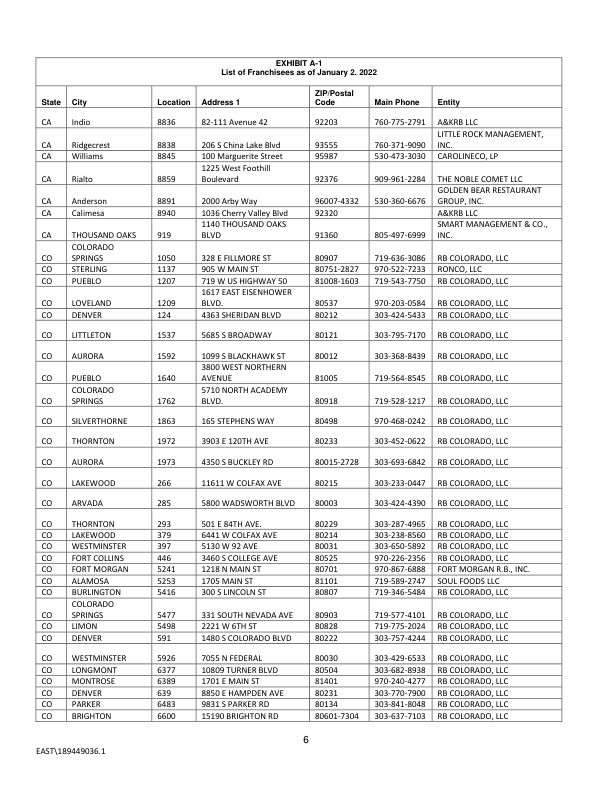 EXHIBIT A-1
List of Franchisees as of January 2. 2022
State City Location Address 1 ZIP/Postal Code Main Phone Entity
CA Indio 8836 82-111 Avenue 42 92203 760-775-2791 A&KRB LLC
CA Ridgecrest 8838 206 S China Lake Blvd 93555 760-371-9090 LITTLE ROCK MANAGEMENT, INC.
CA Williams 8845 100 Marguerite Street 95987 530-473-3030 CAROLINECO, LP
CA Rialto 8859 1225 West Foothill Boulevard 92376 909-961-2284 THE NOBLE COMET LLC
CA Anderson 8891 2000 Arby Way 96007-4332 530-360-6676 GOLDEN BEAR RESTAURANT GROUP, INC.
CA Calimesa 8940 1036 Cherry Valley Blvd 92320 A&KRB LLC
CA THOUSAND OAKS 919 1140 THOUSAND OAKS BLVD 91360 805-497-6999 SMART MANAGEMENT & CO., INC.
CO COLORADO SPRINGS 1050 328 E FILLMORE ST 80907 719-636-3086 RB COLORADO, LLC
CO STERLING 1137 905 W MAIN ST 80751-2827 970-522-7233 RONCO, LLC
CO PUEBLO 1207 719 W US HIGHWAY 50 81008-1603 719-543-7750 RB COLORADO, LLC
CO LOVELAND 1209 1617 EAST EISENHOWER BLVD. 80537 970-203-0584 RB COLORADO, LLC
CO DENVER 124 4363 SHERIDAN BLVD 80212 303-424-5433 RB COLORADO, LLC
CO LITTLETON 1537 5685 S BROADWAY 80121 303-795-7170 RB COLORADO, LLC
CO AURORA 1592 1099 S BLACKHAWK ST 80012 303-368-8439 RB COLORADO, LLC
CO PUEBLO 1640 3800 WEST NORTHERN AVENUE 81005 719-564-8545 RB COLORADO, LLC
CO COLORADO SPRINGS 1762 5710 NORTH ACADEMY BLVD. 80918 719-528-1217 RB COLORADO, LLC
CO SILVERTHORNE 1863 165 STEPHENS WAY 80498 970-468-0242 RB COLORADO, LLC
CO THORNTON 1972 3903 E 120TH AVE 80233 303-452-0622 RB COLORADO, LLC
CO AURORA 1973 4350 S BUCKLEY RD 80015-2728 303-693-6842 RB COLORADO, LLC
CO LAKEWOOD 266 11611 W COLFAX AVE 80215 303-233-0447 RB COLORADO, LLC
CO ARVADA 285 5800 WADSWORTH BLVD 80003 303-424-4390 RB COLORADO, LLC
CO THORNTON 293 501 E 84TH AVE. 80229 303-287-4965 RB COLORADO, LLC
CO LAKEWOOD 379 6441 W COLFAX AVE 80214 303-238-8560 RB COLORADO, LLC
CO WESTMINSTER 397 5130 W 92 AVE 80031 303-650-5892 RB COLORADO, LLC
CO FORT COLLINS 446 3460 S COLLEGE AVE 80525 970-226-2356 RB COLORADO, LLC
CO FORT MORGAN 5241 1218 N MAIN ST 80701 970-867-6888 FORT MORGAN R.B., INC.
CO ALAMOSA 5253 1705 MAIN ST 81101 719-589-2747 SOUL FOODS LLC
CO BURLINGTON 5416 300 S LINCOLN ST 80807 719-346-5484 RB COLORADO, LLC
CO COLORADO SPRINGS 5477 331 SOUTH NEVADA AVE 80903 719-577-4101 RB COLORADO, LLC
CO LIMON 5498 2221 W 6TH ST 80828 719-775-2024 RB COLORADO, LLC
CO DENVER 591 1480 S COLORADO BLVD 80222 303-757-4244 RB COLORADO, LLC
CO WESTMINSTER 5926 7055 N FEDERAL 80030 303-429-6533 RB COLORADO, LLC
CO LONGMONT 6377 10809 TURNER BLVD 80504 303-682-8938 RB COLORADO, LLC
CO MONTROSE 6389 1701 E MAIN ST 81401 970-240-4277 RB COLORADO, LLC
CO DENVER 639 8850 E HAMPDEN AVE 80231 303-770-7900 RB COLORADO, LLC
CO PARKER 6483 9831 S PARKER RD 80134 303-841-8048 RB COLORADO, LLC
CO BRIGHTON 6600 15190 BRIGHTON RD 80601-7304 303-637-7103 RB COLORADO, LLC
6
EAST\189449036.1